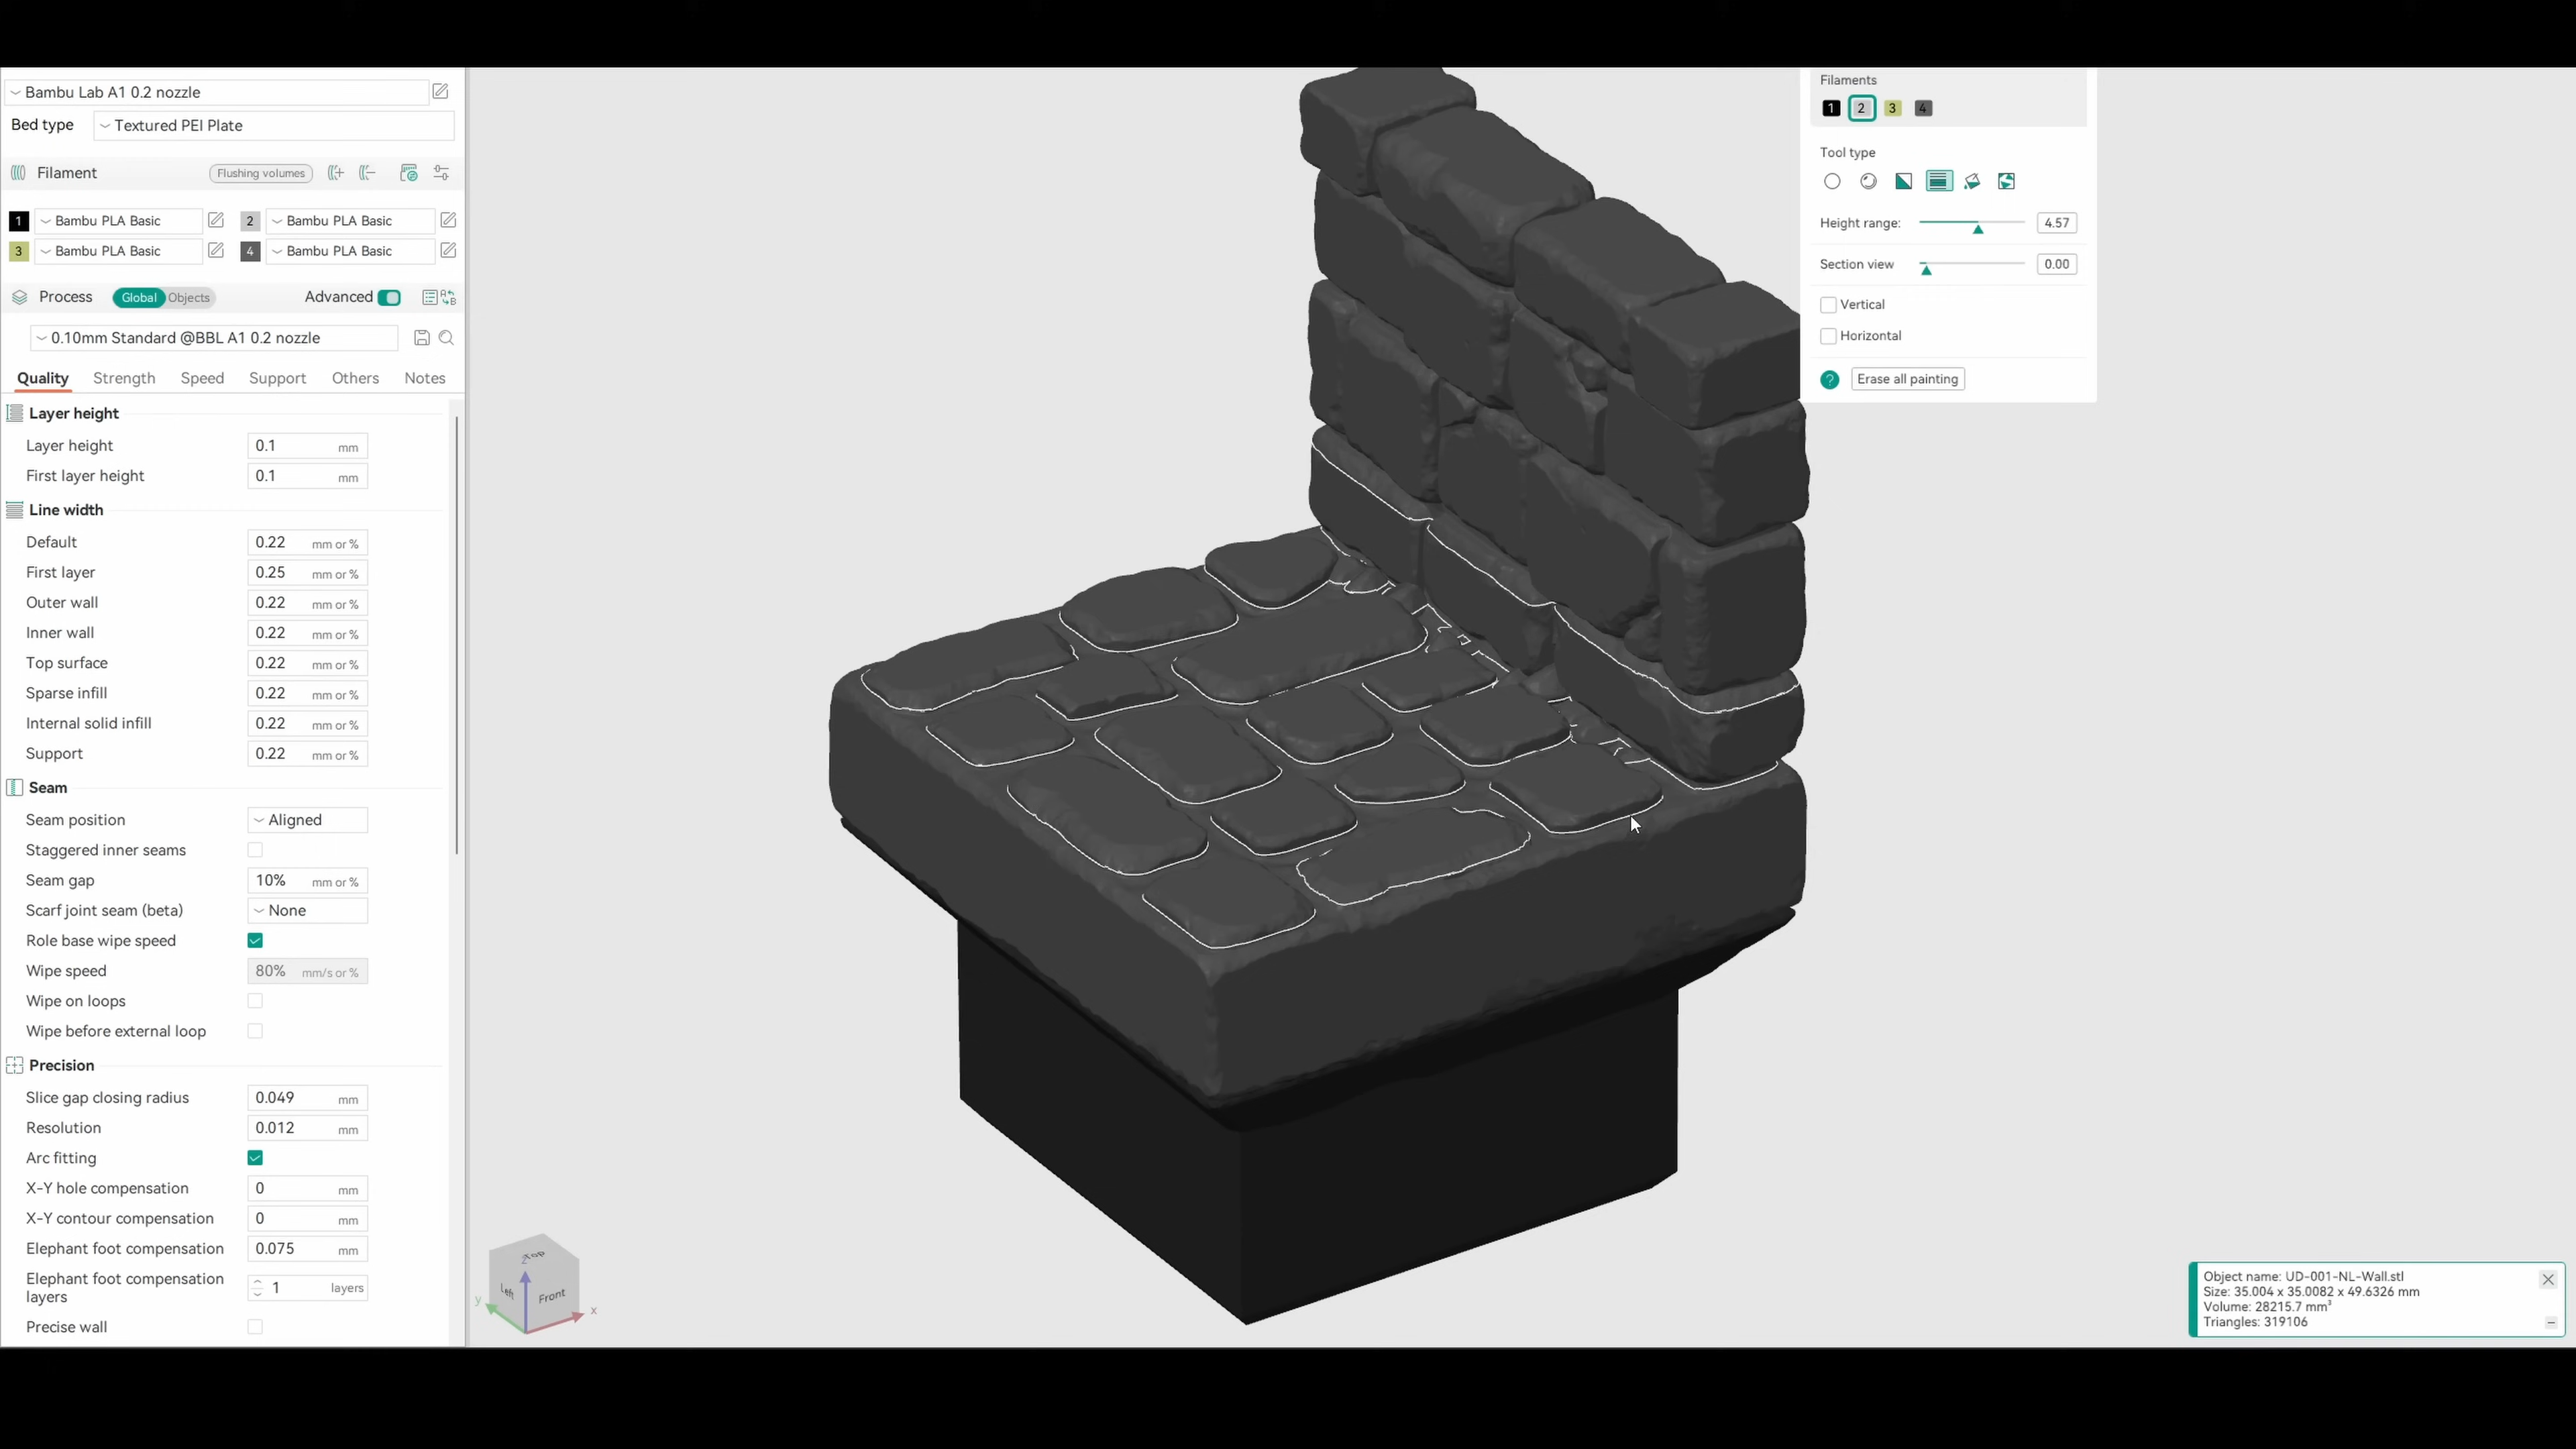 Bambu Lab A1 0.2 nozzle
Bed type
Textured PEI Plate
Filament
Flushing volumes
1 Bambu PLA Basic
2 Bambu PLA Basic
3 Bambu PLA Basic
4 Bambu PLA Basic
Process
Global
Objects
Advanced
0.10mm Standard @BBL A1 0.2 nozzle
Quality
Strength
Speed
Support
Others
Notes
Layer height
Layer height 0.1 mm
First layer height 0.1 mm
Line width
Default 0.22 mm or %
First layer 0.25 mm or %
Outer wall 0.22 mm or %
Inner wall 0.22 mm or %
Top surface 0.22 mm or %
Sparse infill 0.22 mm or %
Internal solid infill 0.22 mm or %
Support 0.22 mm or %
Seam
Seam position Aligned
Staggered inner seams
Seam gap 10% mm or %
Scarf joint seam (beta) None
Role base wipe speed
Wipe speed 80% mm/s or %
Wipe on loops
Wipe before external loop
Precision
Slice gap closing radius 0.049 mm
Resolution 0.012 mm
Arc fitting
X-Y hole compensation 0 mm
X-Y contour compensation 0 mm
Elephant foot compensation 0.075 mm
Elephant foot compensation
layers 1 layers
Precise wall
Filaments
1 2 3 4
Tool type
Height range: 4.57
Section view 0.00
Vertical
Horizontal
? Erase all painting
Top
Left
Front
z
y
x
Object name: UD-001-NL-Wall.stl
Size: 35.004 x 35.0082 x 49.6326 mm
Volume: 28215.7 mm³
Triangles: 319106